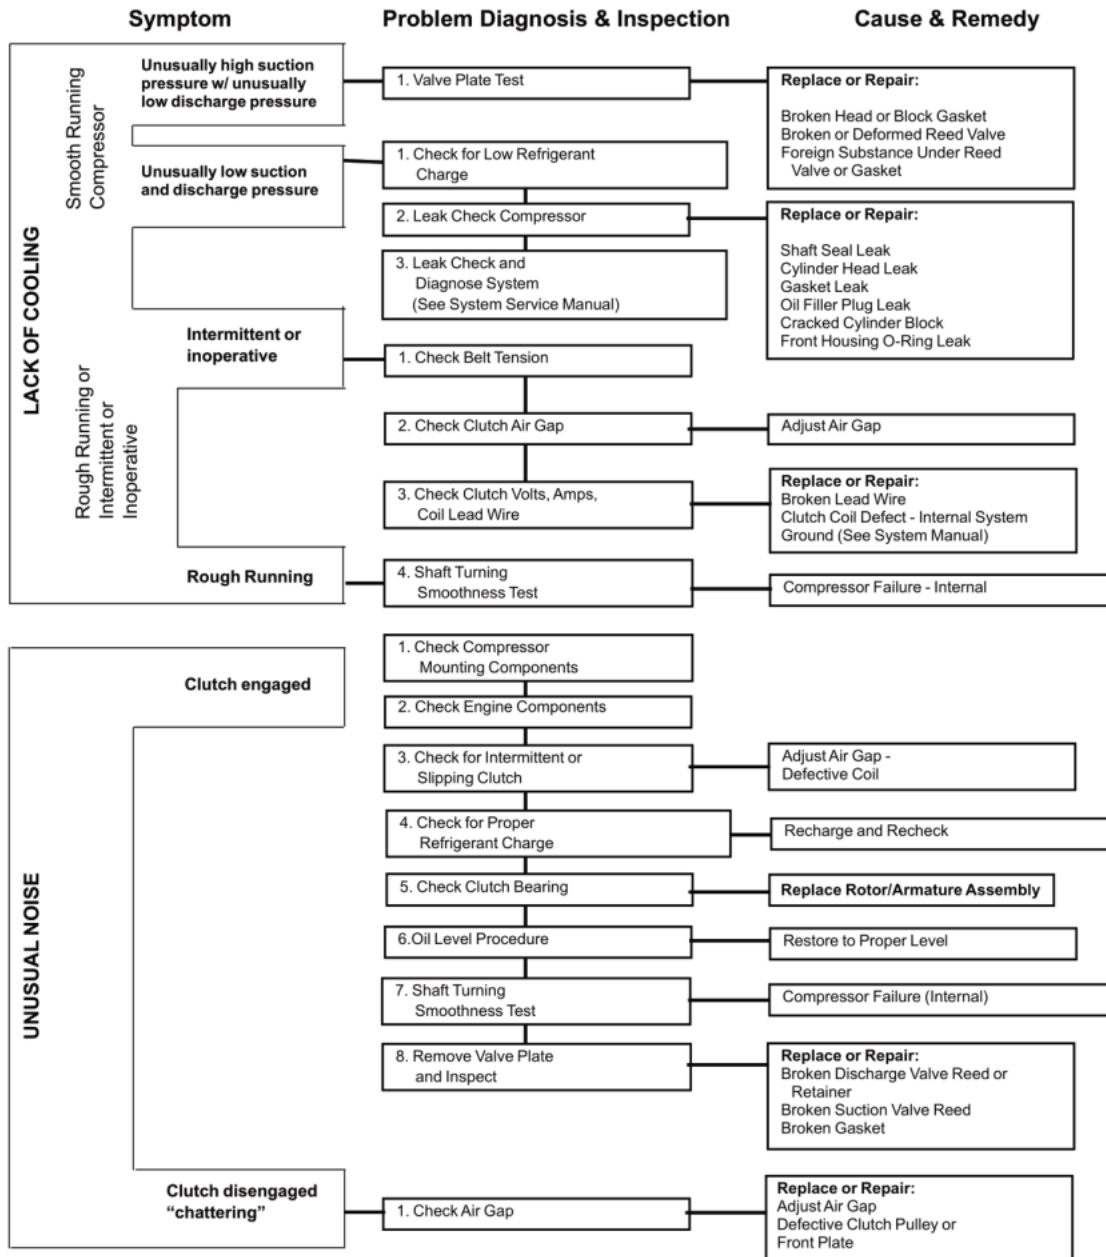 Symptom
Problem Diagnosis & Inspection
Cause & Remedy
LACK OF COOLING
Smooth Running
Compressor
Unusually high suction
pressure w/ unusually
low discharge pressure
1. Valve Plate Test
Replace or Repair:
Broken Head or Block Gasket
Broken or Deformed Reed Valve
Foreign Substance Under Reed
Valve or Gasket
Unusually low suction
and discharge pressure
1. Check for Low Refrigerant
Charge
2. Leak Check Compressor
Replace or Repair:
Shaft Seal Leak
Cylinder Head Leak
Gasket Leak
Oil Filler Plug Leak
Cracked Cylinder Block
Front Housing O-Ring Leak
3. Leak Check and
Diagnose System
(See System Service Manual)
Rough Running or
Intermittent or
Inoperative
Intermittent or
inoperative
1. Check Belt Tension
2. Check Clutch Air Gap
Adjust Air Gap
3. Check Clutch Volts, Amps,
Coil Lead Wire
Replace or Repair:
Broken Lead Wire
Clutch Coil Defect - Internal System
Ground (See System Manual)
Rough Running
4. Shaft Turning
Smoothness Test
Compressor Failure - Internal
UNUSUAL NOISE
Clutch engaged
1. Check Compressor
Mounting Components
2. Check Engine Components
3. Check for Intermittent or
Slipping Clutch
Adjust Air Gap -
Defective Coil
4. Check for Proper
Refrigerant Charge
Recharge and Recheck
5. Check Clutch Bearing
Replace Rotor/Armature Assembly
6.Oil Level Procedure
Restore to Proper Level
7. Shaft Turning
Smoothness Test
Compressor Failure (Internal)
8. Remove Valve Plate
and Inspect
Replace or Repair:
Broken Discharge Valve Reed or
Retainer
Broken Suction Valve Reed
Broken Gasket
Clutch disengaged
“chattering”
1. Check Air Gap
Replace or Repair:
Adjust Air Gap
Defective Clutch Pulley or
Front Plate